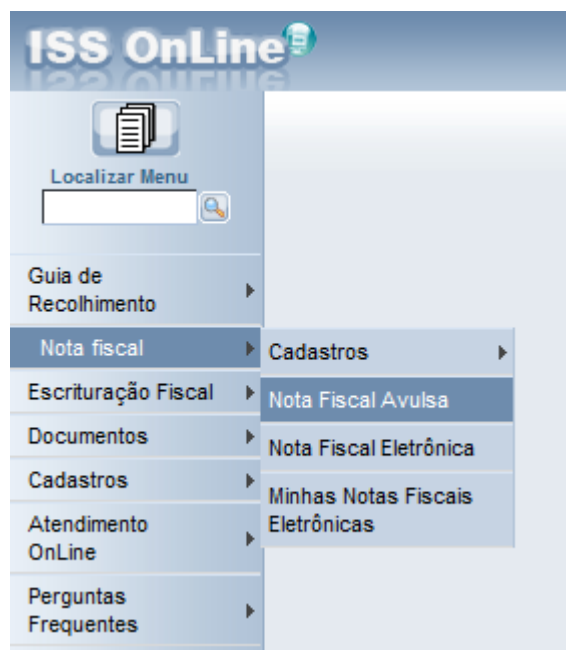 ISS OnLine
Localizar Menu
Guia de
Recolhimento
Nota fiscal
Cadastros
Escrituração Fiscal
Nota Fiscal Avulsa
Documentos
Nota Fiscal Eletrônica
Cadastros
Minhas Notas Fiscais
Eletrônicas
Atendimento
OnLine
Perguntas
Frequentes